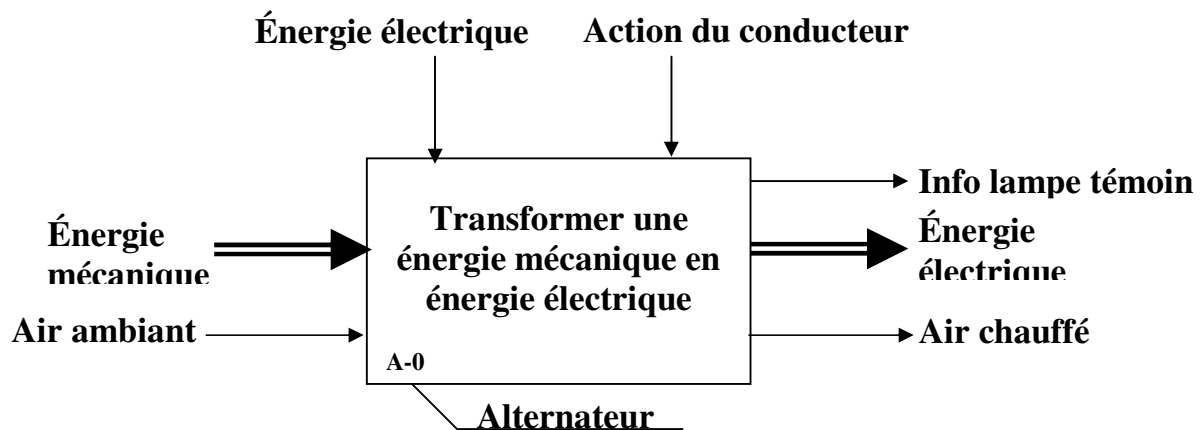 Énergie électrique
Action du conducteur
Info lampe témoin
Transformer une
énergie mécanique en
énergie électrique
Énergie
mécanique
Énergie
électrique
Air ambiant
Air chauffé
A-0
Alternateur